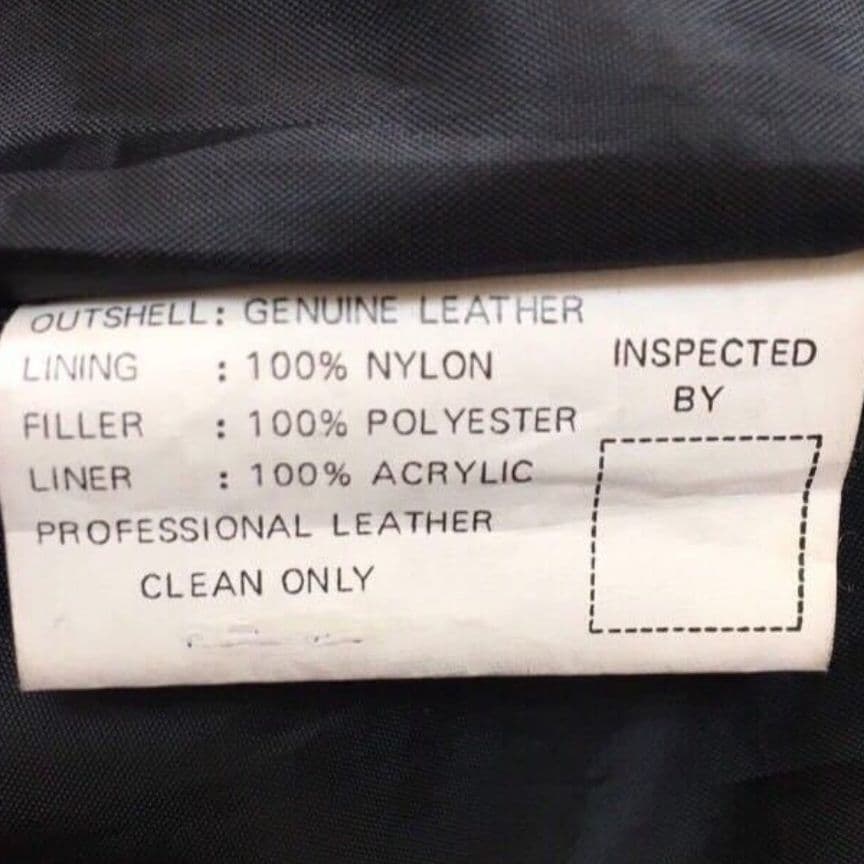 OUTSHELL: GENUINE LEATHER
LINING : 100% NYLON
FILLER : 100% POLYESTER
LINER : 100% ACRYLIC
PROFESSIONAL LEATHER
CLEAN ONLY
INSPECTED
BY